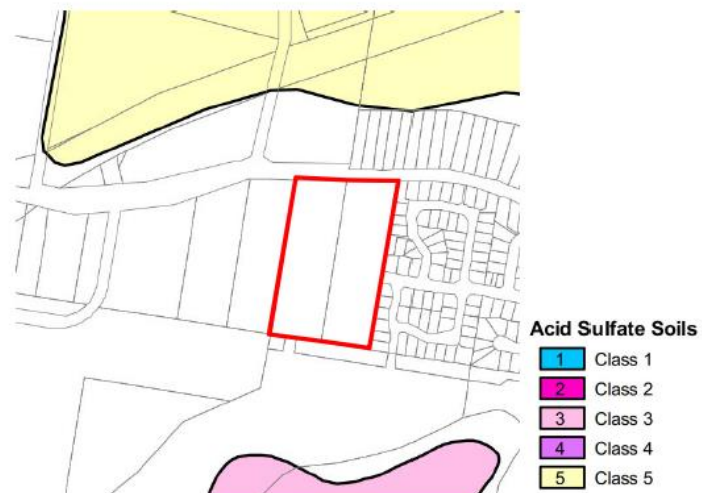 Acid Sulfate Soils
1 Class 1
2 Class 2
3 Class 3
4 Class 4
5 Class 5